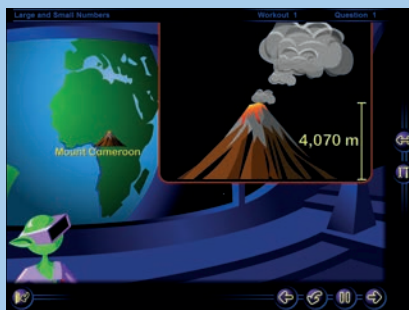 Large and Small Numbers Workout 1 Question 1
4,070 m
Mount Cameroon